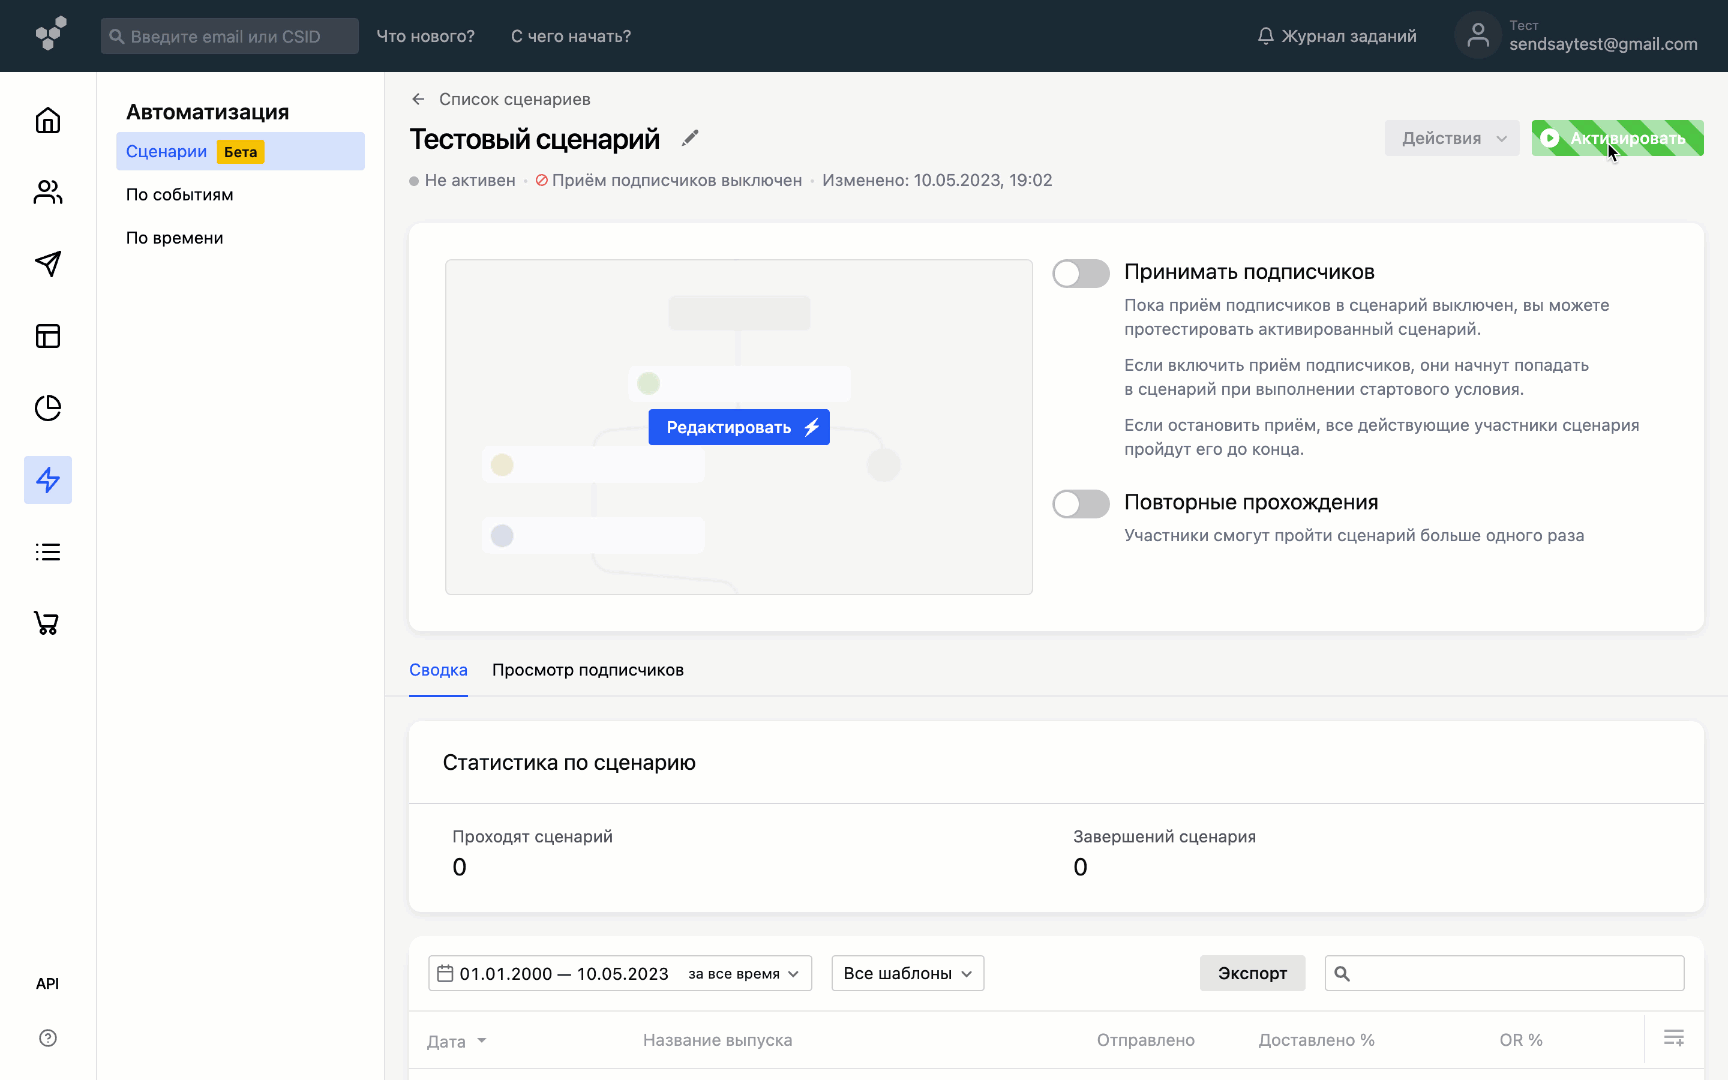 Введите email или CSID
Что нового?
С чего начать?
Журнал заданий
Тест
sendsaytest@gmail.com
Автоматизация
Сценарии Бета
По событиям
По времени
API
Список сценариев
Тестовый сценарий
Действия
Активировать
Не активен · Приём подписчиков выключен · Изменено: 10.05.2023, 19:02
Редактировать
Принимать подписчиков
Пока приём подписчиков в сценарий выключен, вы можете
протестировать активированный сценарий.
Если включить приём подписчиков, они начнут попадать
в сценарий при выполнении стартового условия.
Если остановить приём, все действующие участники сценария
пройдут его до конца.
Повторные прохождения
Участники смогут пройти сценарий больше одного раза
Сводка
Просмотр подписчиков
Статистика по сценарию
Проходят сценарий
0
Завершений сценария
0
01.01.2000 — 10.05.2023 за все время
Все шаблоны
Экспорт
Дата
Название выпуска
Отправлено
Доставлено %
OR %